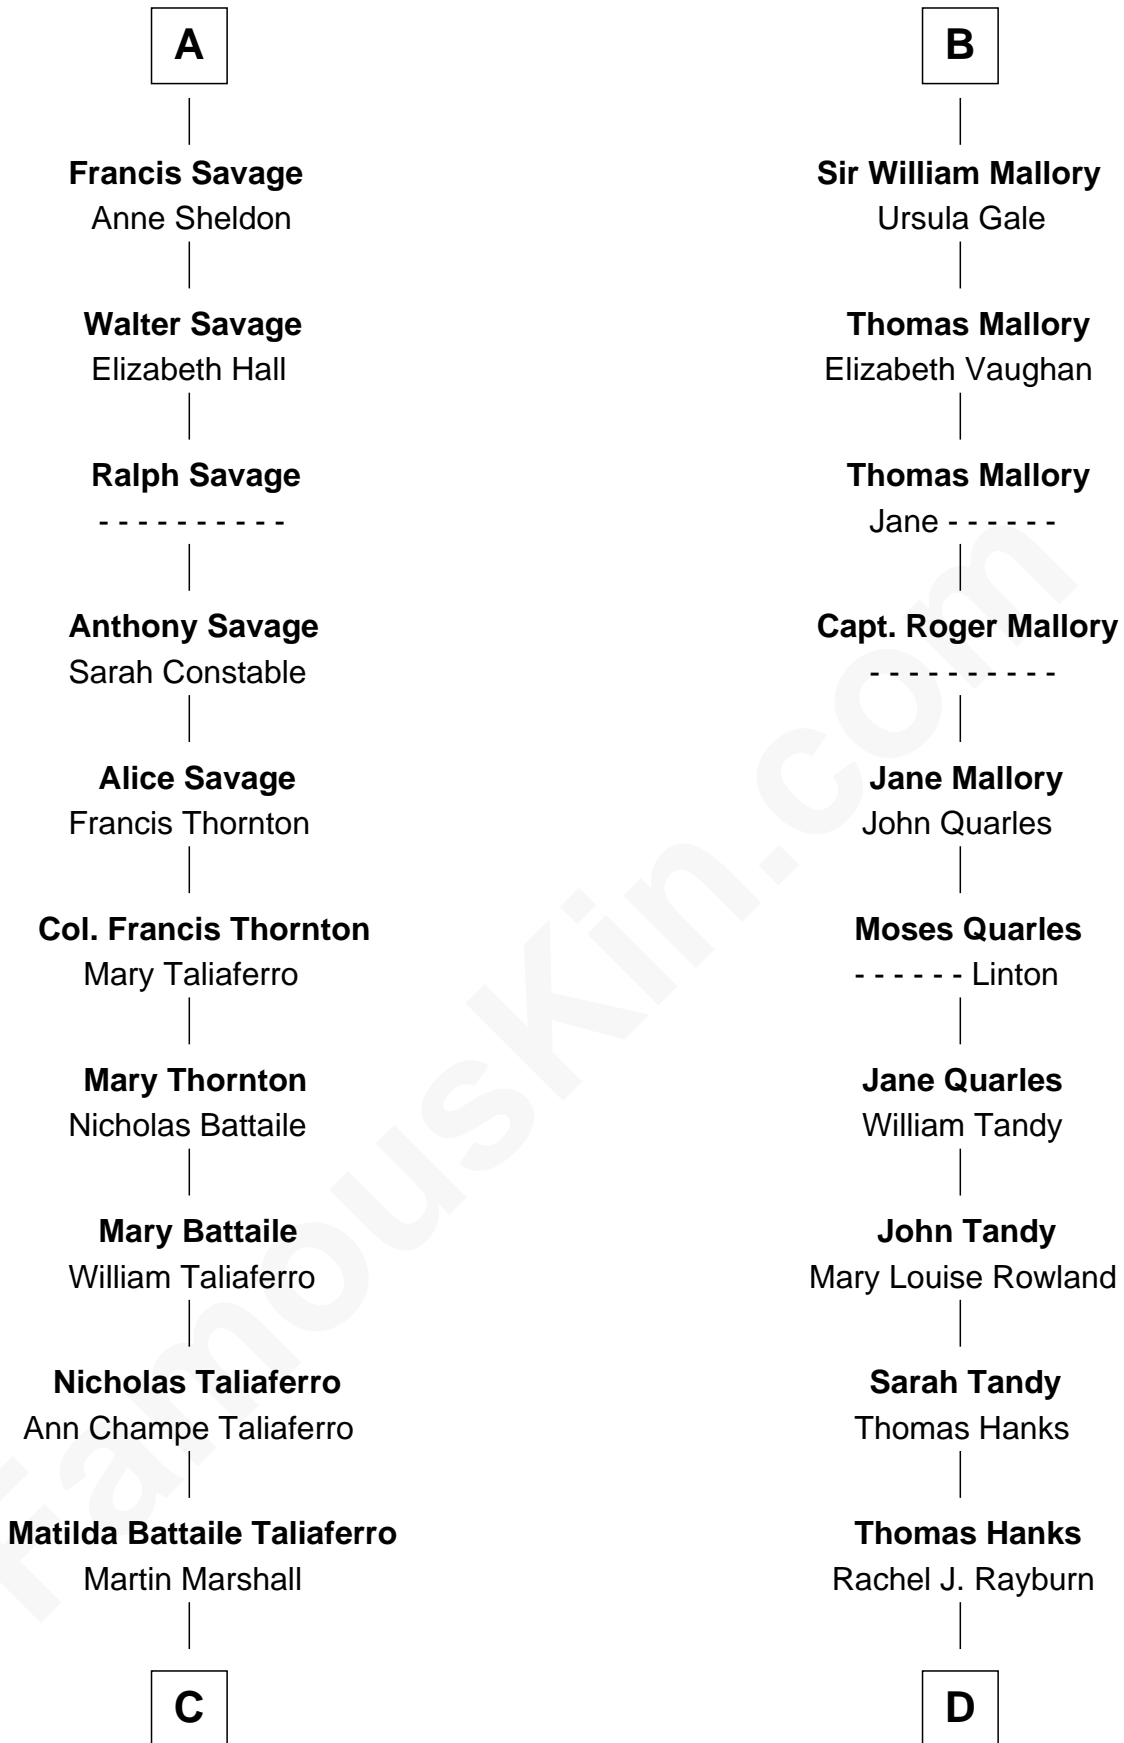 A
Francis Savage
Anne Sheldon
Walter Savage
Elizabeth Hall
Ralph Savage
- - - - - - - - - -
Anthony Savage
Sarah Constable
Alice Savage
Francis Thornton
Col. Francis Thornton
Mary Taliaferro
Mary Thornton
Nicholas Battaile
Mary Battaile
William Taliaferro
Nicholas Taliaferro
Ann Champe Taliaferro
Matilda Battaile Taliaferro
Martin Marshall
C
B
Sir William Mallory
Ursula Gale
Thomas Mallory
Elizabeth Vaughan
Thomas Mallory
Jane - - - - - -
Capt. Roger Mallory
- - - - - - - - - -
Jane Mallory
John Quarles
Moses Quarles
- - - - - - Linton
Jane Quarles
William Tandy
John Tandy
Mary Louise Rowland
Sarah Tandy
Thomas Hanks
Thomas Hanks
Rachel J. Rayburn
D
FamousKin.com